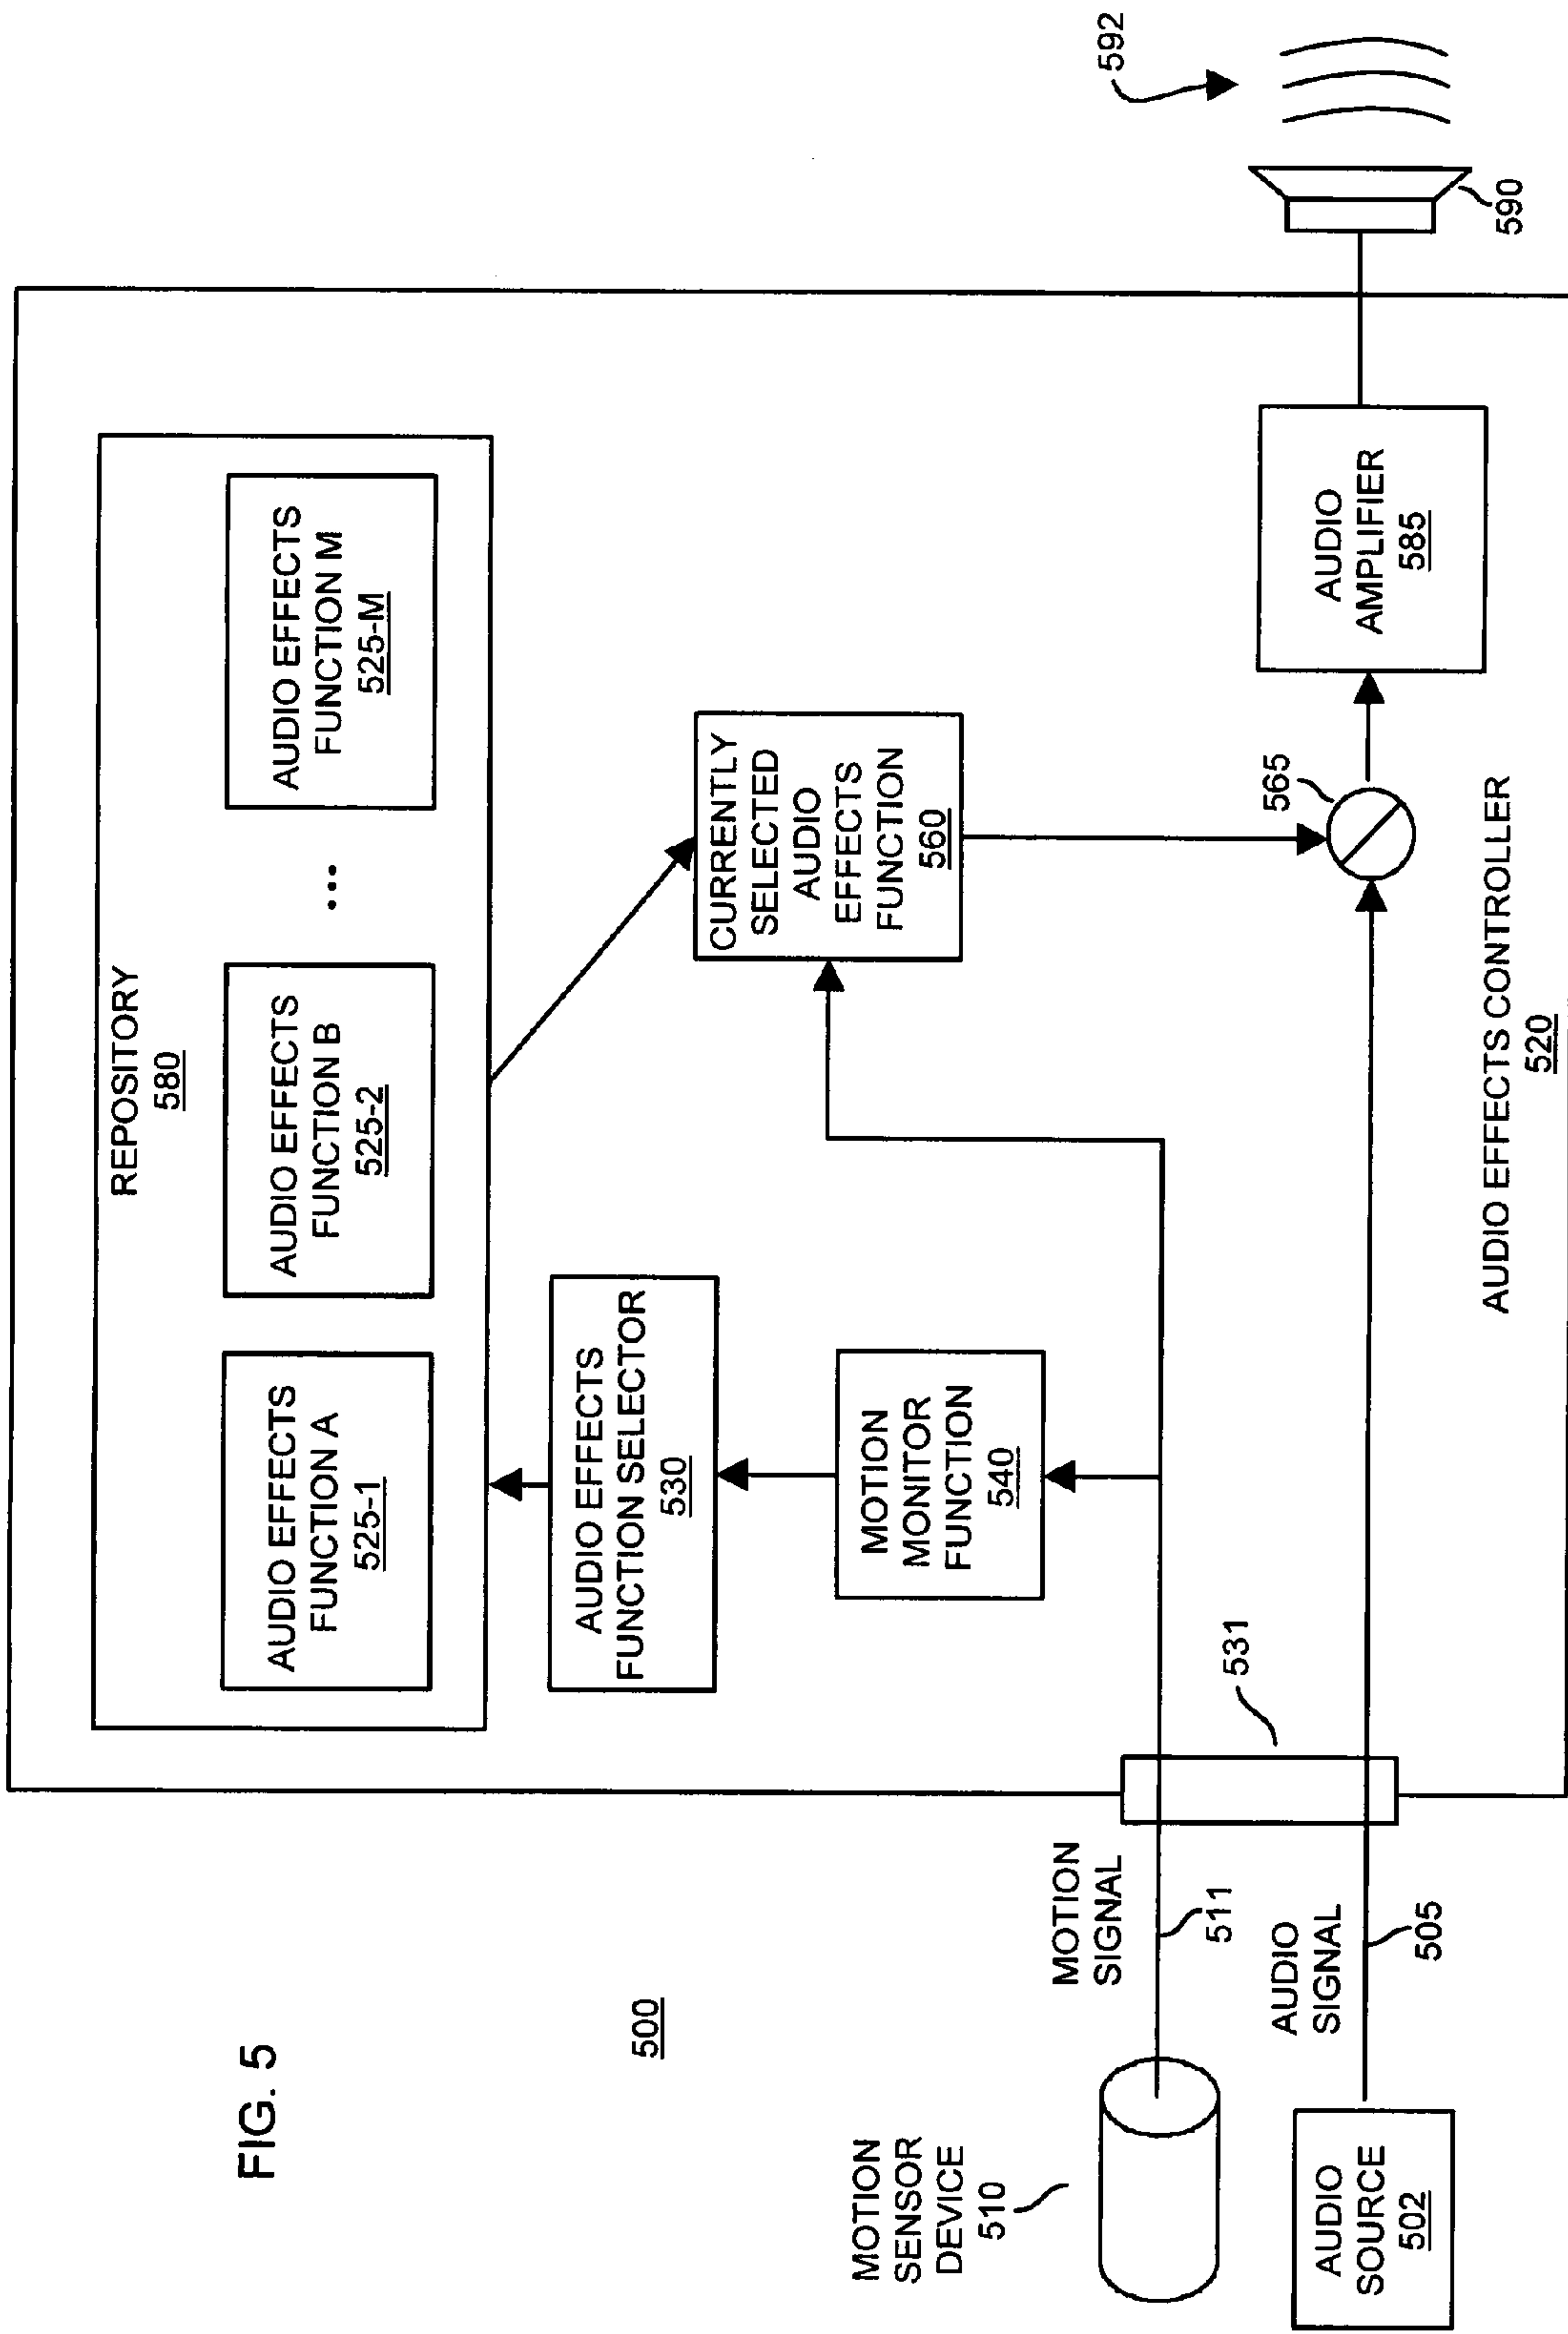 FIG. 5
500
REPOSITORY
580
AUDIO EFFECTS
FUNCTION A
525-1
AUDIO EFFECTS
FUNCTION B
525-2
...
AUDIO EFFECTS
FUNCTION M
525-M
AUDIO EFFECTS
FUNCTION SELECTOR
530
CURRENTLY
SELECTED
AUDIO
EFFECTS
FUNCTION
560
MOTION
MONITOR
FUNCTION
540
MOTION
SENSOR
DEVICE
510
MOTION
SIGNAL
511
531
AUDIO
SOURCE
502
AUDIO
SIGNAL
505
565
AUDIO
AMPLIFIER
585
590
592
AUDIO EFFECTS CONTROLLER
520